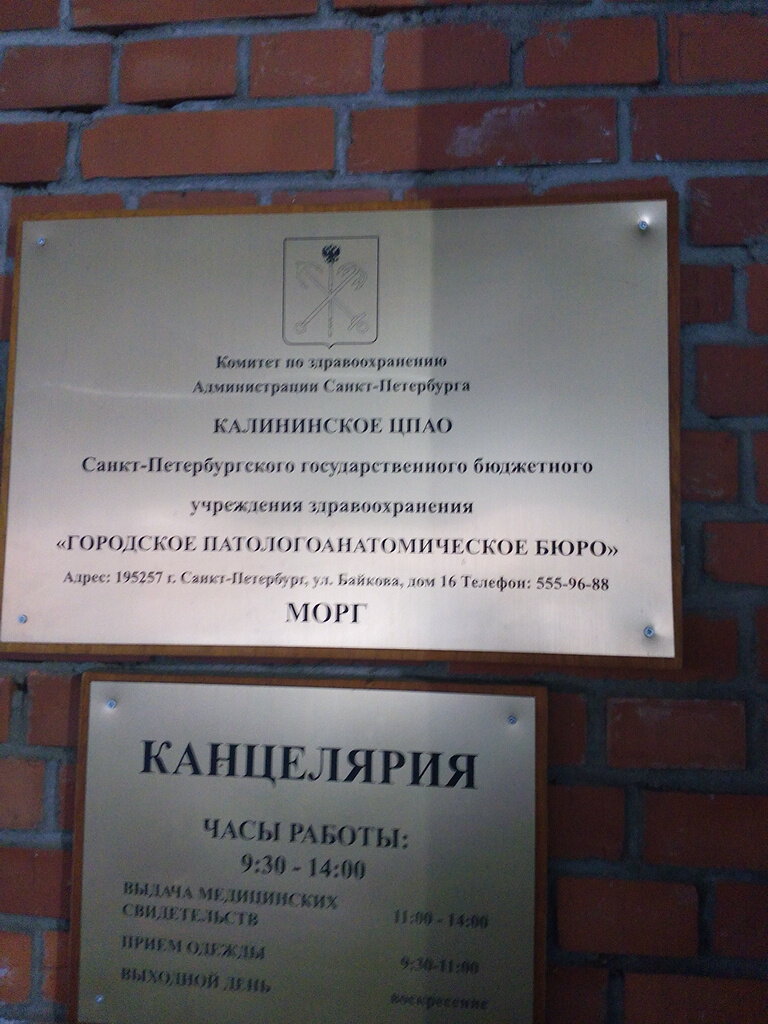 Комитет по здравоохранению
Администрации Санкт-Петербурга
КАЛИНИНСКОЕ ЦПАО
Санкт-Петербургского государственного бюджетного
учреждения здравоохранения
«ГОРОДСКОЕ ПАТОЛОГОАНАТОМИЧЕСКОЕ БЮРО»
Адрес: 195257 г. Санкт-Петербург, ул. Байкова, дом 16 Телефон: 555-96-88
МОРГ
КАНЦЕЛЯРИЯ
ЧАСЫ РАБОТЫ:
9:30 - 14:00
ВЫДАЧА МЕДИЦИНСКИХ
СВИДЕТЕЛЬСТВ 11:00 - 14:00
ПРИЕМ ОДЕЖДЫ 9:30-11:00
ВЫХОДНОЙ ДЕНЬ воскресение